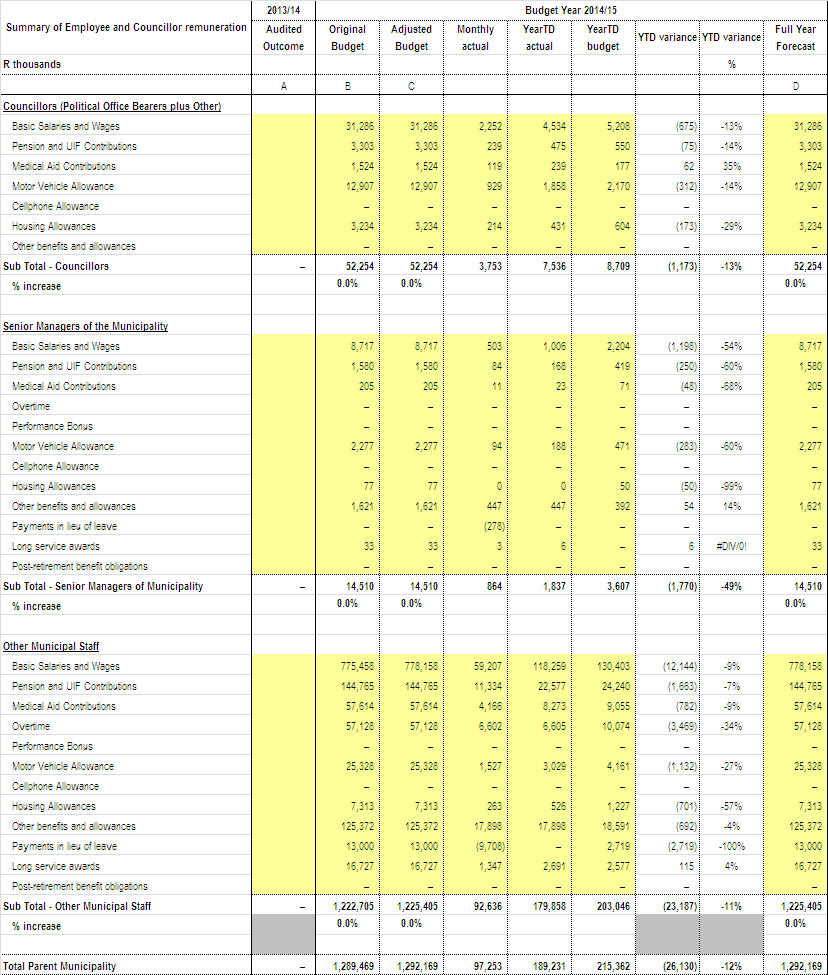 2013/14 Budget Year 2014/15
Summary of Employee and Councillor remuneration Audited Outcome Original Budget Adjusted Budget Monthly actual YearTD actual YearTD budget YTD variance YTD variance Full Year Forecast
R thousands %
A B C D
Councillors (Political Office Bearers plus Other)
Basic Salaries and Wages 31,286 31,286 2,252 4,534 5,208 (675) -13% 31,286
Pension and UIF Contributions 3,303 3,303 239 475 550 (75) -14% 3,303
Medical Aid Contributions 1,524 1,524 119 239 177 62 35% 1,524
Motor Vehicle Allowance 12,907 12,907 929 1,858 2,170 (312) -14% 12,907
Cellphone Allowance – – – – – – –
Housing Allowances 3,234 3,234 214 431 604 (173) -29% 3,234
Other benefits and allowances – – – – – – –
Sub Total - Councillors – 52,254 52,254 3,753 7,536 8,709 (1,173) -13% 52,254
% increase 0.0% 0.0% 0.0%
Senior Managers of the Municipality
Basic Salaries and Wages 8,717 8,717 503 1,006 2,204 (1,198) -54% 8,717
Pension and UIF Contributions 1,580 1,580 84 168 419 (250) -60% 1,580
Medical Aid Contributions 205 205 11 23 71 (48) -68% 205
Overtime – – – – – – –
Performance Bonus – – – – – – –
Motor Vehicle Allowance 2,277 2,277 94 188 471 (283) -60% 2,277
Cellphone Allowance – – – – – – –
Housing Allowances 77 77 0 0 50 (50) -99% 77
Other benefits and allowances 1,621 1,621 447 447 392 54 14% 1,621
Payments in lieu of leave – – (278) – – – –
Long service awards 33 33 3 6 – 6 #DIV/0! 33
Post-retirement benefit obligations – – – – – – –
Sub Total - Senior Managers of Municipality – 14,510 14,510 864 1,837 3,607 (1,770) -49% 14,510
% increase 0.0% 0.0% 0.0%
Other Municipal Staff
Basic Salaries and Wages 775,458 778,158 59,207 118,259 130,403 (12,144) -9% 778,158
Pension and UIF Contributions 144,765 144,765 11,334 22,577 24,240 (1,663) -7% 144,765
Medical Aid Contributions 57,614 57,614 4,166 8,273 9,055 (782) -9% 57,614
Overtime 57,128 57,128 6,602 6,605 10,074 (3,469) -34% 57,128
Performance Bonus – – – – – – –
Motor Vehicle Allowance 25,328 25,328 1,527 3,029 4,161 (1,132) -27% 25,328
Cellphone Allowance – – – – – – –
Housing Allowances 7,313 7,313 263 526 1,227 (701) -57% 7,313
Other benefits and allowances 125,372 125,372 17,898 17,898 18,591 (692) -4% 125,372
Payments in lieu of leave 13,000 13,000 (9,708) – 2,719 (2,719) -100% 13,000
Long service awards 16,727 16,727 1,347 2,691 2,577 115 4% 16,727
Post-retirement benefit obligations – – – – – – –
Sub Total - Other Municipal Staff – 1,222,705 1,225,405 92,636 179,858 203,046 (23,187) -11% 1,225,405
% increase 0.0% 0.0% 0.0%
Total Parent Municipality – 1,289,469 1,292,169 97,253 189,231 215,362 (26,130) -12% 1,292,169